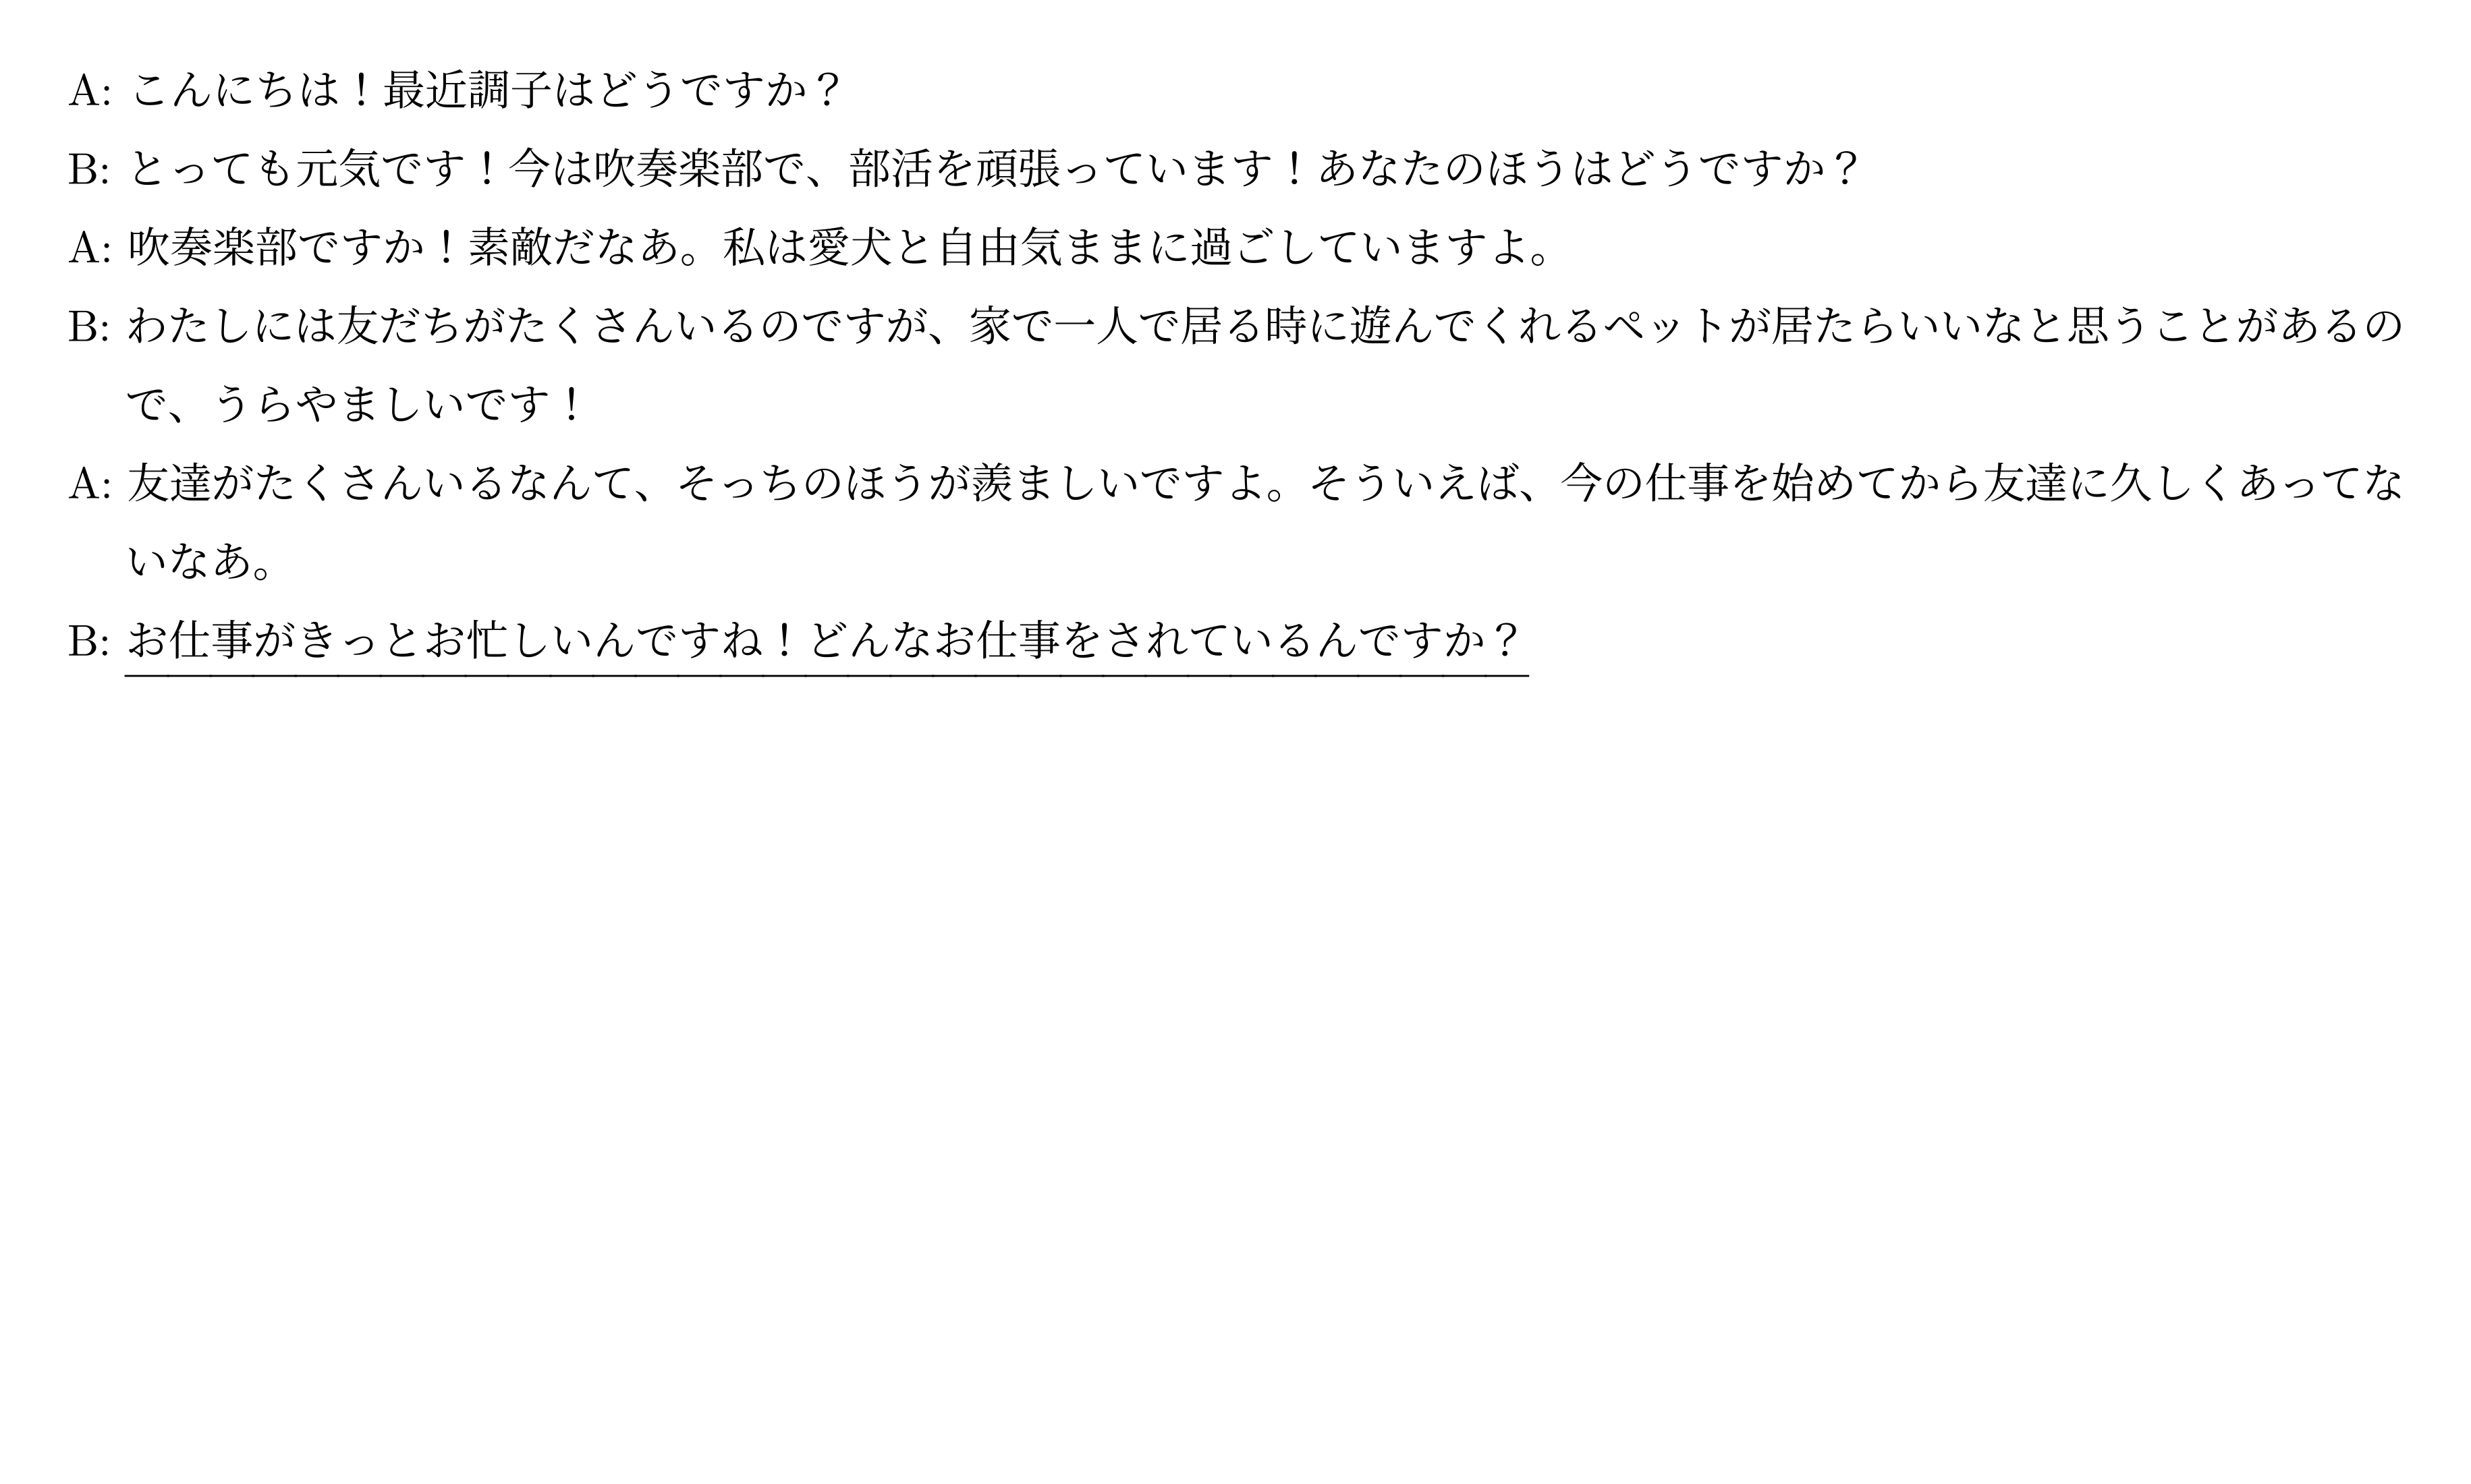 A: こんにちは！最近調子はどうですか？
B: とっても元気です！今は吹奏楽部で、部活を頑張っています！あなたのほうはどうですか？
A: 吹奏楽部ですか！素敵だなあ。私は愛犬と自由気ままに過ごしていますよ。
B: わたしには友だちがたくさんいるのですが、家で一人で居る時に遊んでくれるペットが居たらいいなと思うことがあるの
で、うらやましいです！
A: 友達がたくさんいるなんて、そっちのほうが羨ましいですよ。そういえば、今の仕事を始めてから友達に久しくあってな
いなあ。
B: お仕事がきっとお忙しいんですね！どんなお仕事をされているんですか？